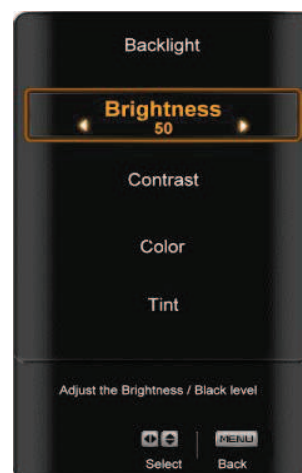 Backlight
Brightness
50
Contrast
Color
Tint
Adjust the Brightness / Black level
MENU
Select Back